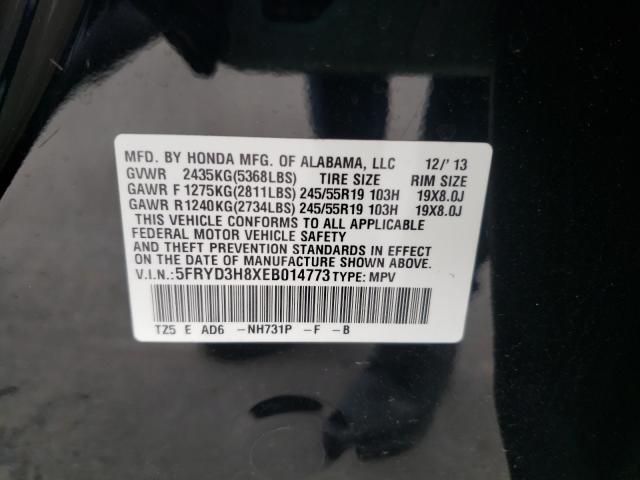 MFD. BY HONDA MFG. OF ALABAMA, LLC 12/'13
GVWR 2435KG(5368LBS) TIRE SIZE RIM SIZE
GAWR F 1275KG(2811LBS) 245/55R19 103H 19X8.0J
GAWR R1240KG(2734LBS) 245/55R19 103H 19X8.0J
THIS VEHICLE CONFORMS TO ALL APPLICABLE
FEDERAL MOTOR VEHICLE SAFETY
AND THEFT PREVENTION STANDARDS IN EFFECT
ON THE DATE OF MANUFACTURE SHOWN ABOVE.
V.I.N.:5FRYD3H8XEB014773 TYPE: MPV
TZ5 E AD6 -NH731P -F -B